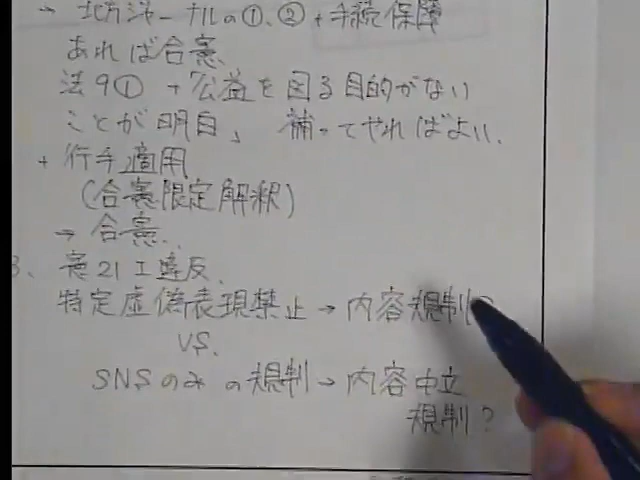 → 北方ジャーナルの①、②+手続保障
あれば合憲、
法9①+「公益を図る目的がない
ことが明白」補ってやればよい、
+行手適用
(合憲限定解釈)
→ 合憲、
3、憲21Ⅰ違反、
特定虚偽表現禁止→内容規制
VS.
SNSのみの規制→内容中立
規制?